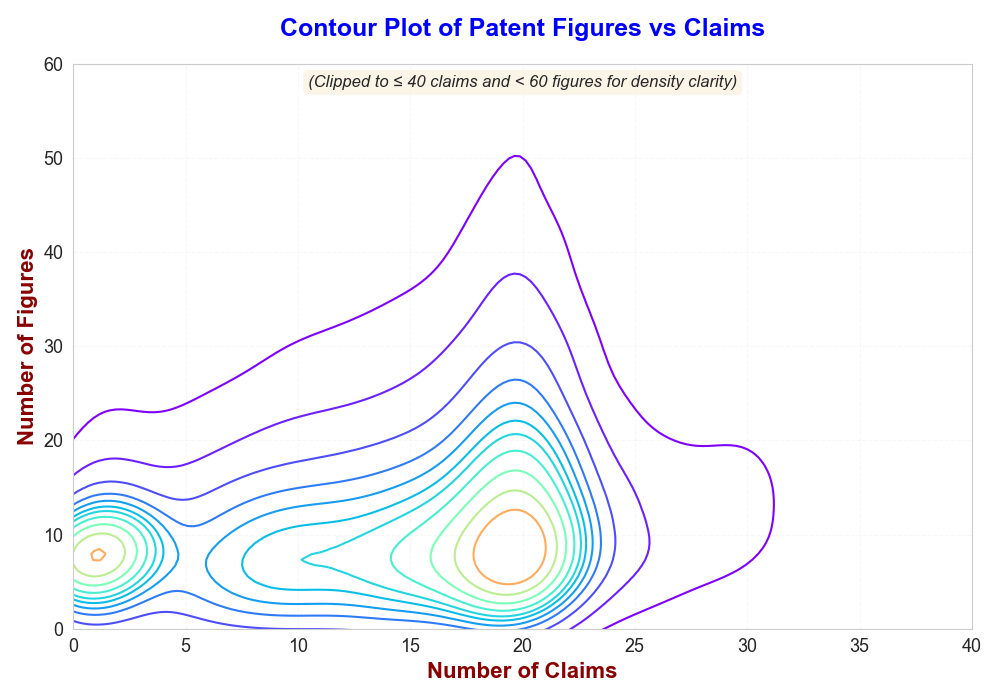 Contour Plot of Patent Figures vs Claims
(Clipped to ≤ 40 claims and < 60 figures for density clarity)
60
50
40
30
20
10
0
Number of Figures
0 5 10 15 20 25 30 35 40
Number of Claims